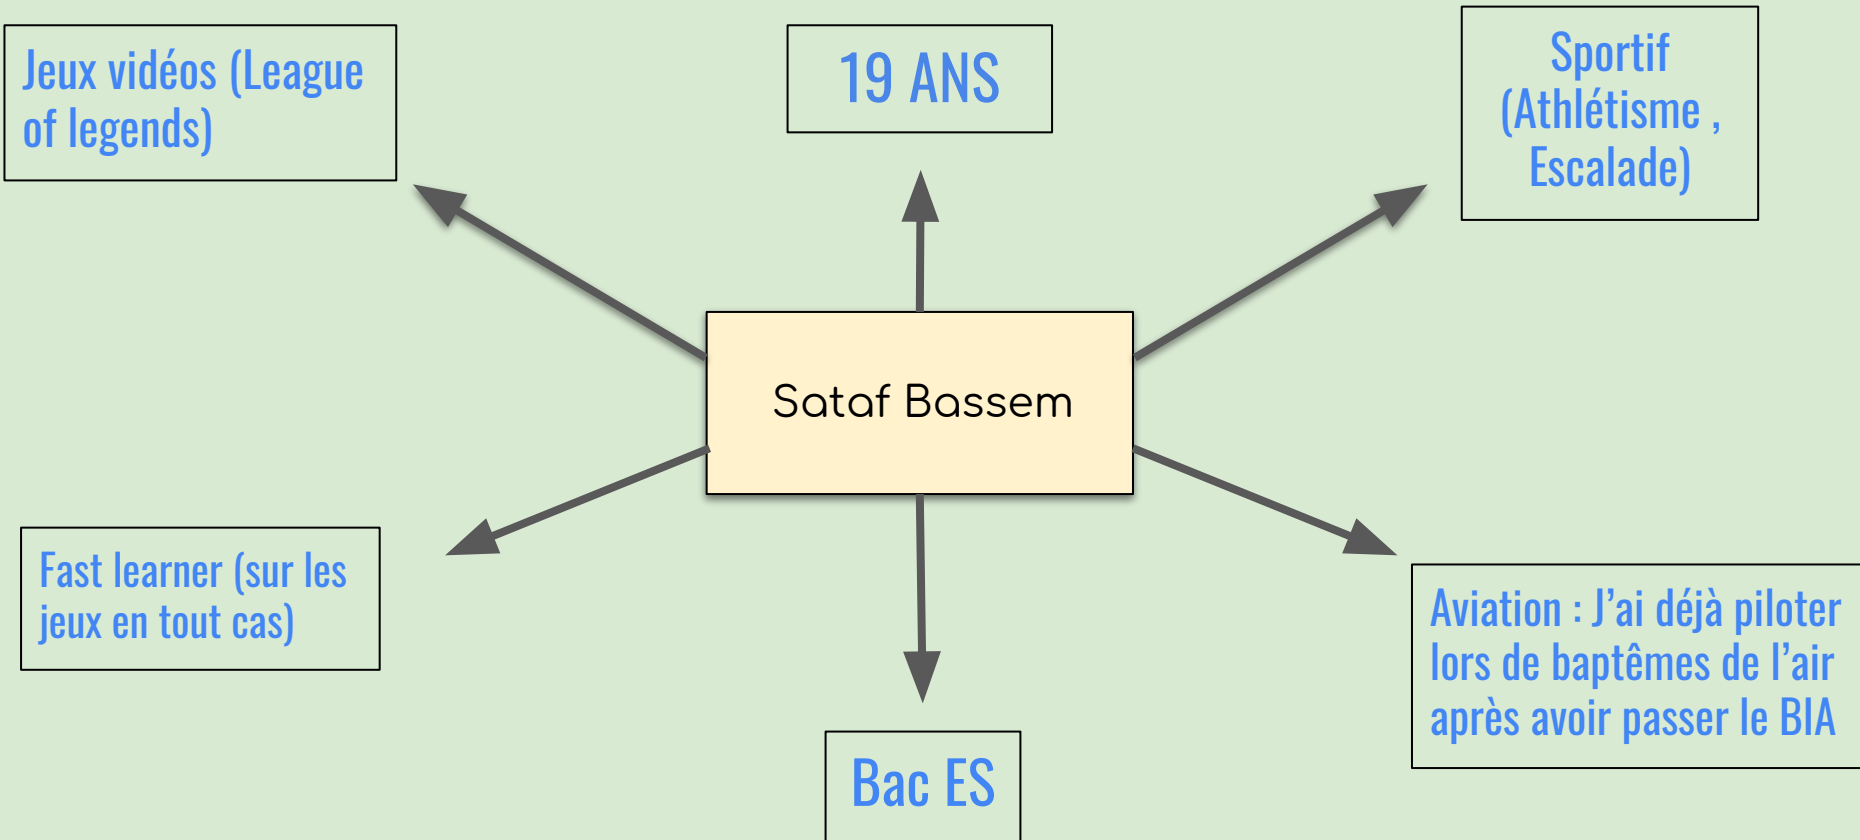 Jeux vidéos (League
of legends)
19 ANS
Sportif
(Athlétisme ,
Escalade)
Sataf Bassem
Fast learner (sur les
jeux en tout cas)
Bac ES
Aviation : J’ai déjà piloter
lors de baptêmes de l’air
après avoir passer le BIA